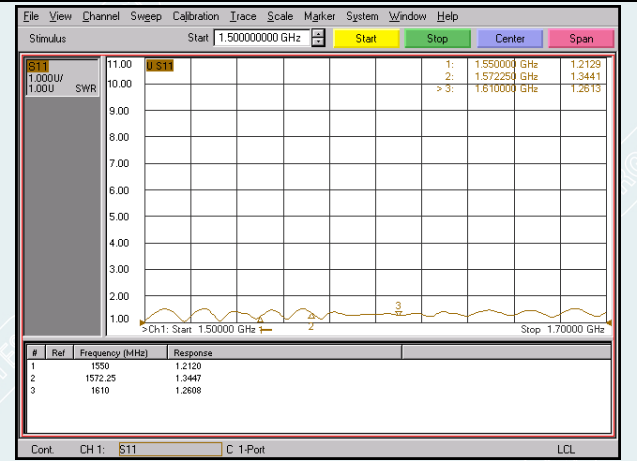 File View Channel Sweep Calibration Trace Scale Marker System Window Help
Stimulus Start 1.500000000 GHz Start Stop Center Span
S11
1.000U/
1.00U SWR
11.00 U S11
10.00
9.00
8.00
7.00
6.00
5.00
4.00
3.00
2.00
1.00
1: 1.550000 GHz 1.2129
2: 1.572250 GHz 1.3441
> 3: 1.610000 GHz 1.2613
3
2
>Ch1: Start 1.50000 GHz Stop 1.70000 GHz
# Ref Frequency (MHz) Response
1 1550 1.2120
2 1572.25 1.3447
3 1610 1.2608
Cont. CH 1: S11 C 1-Port LCL